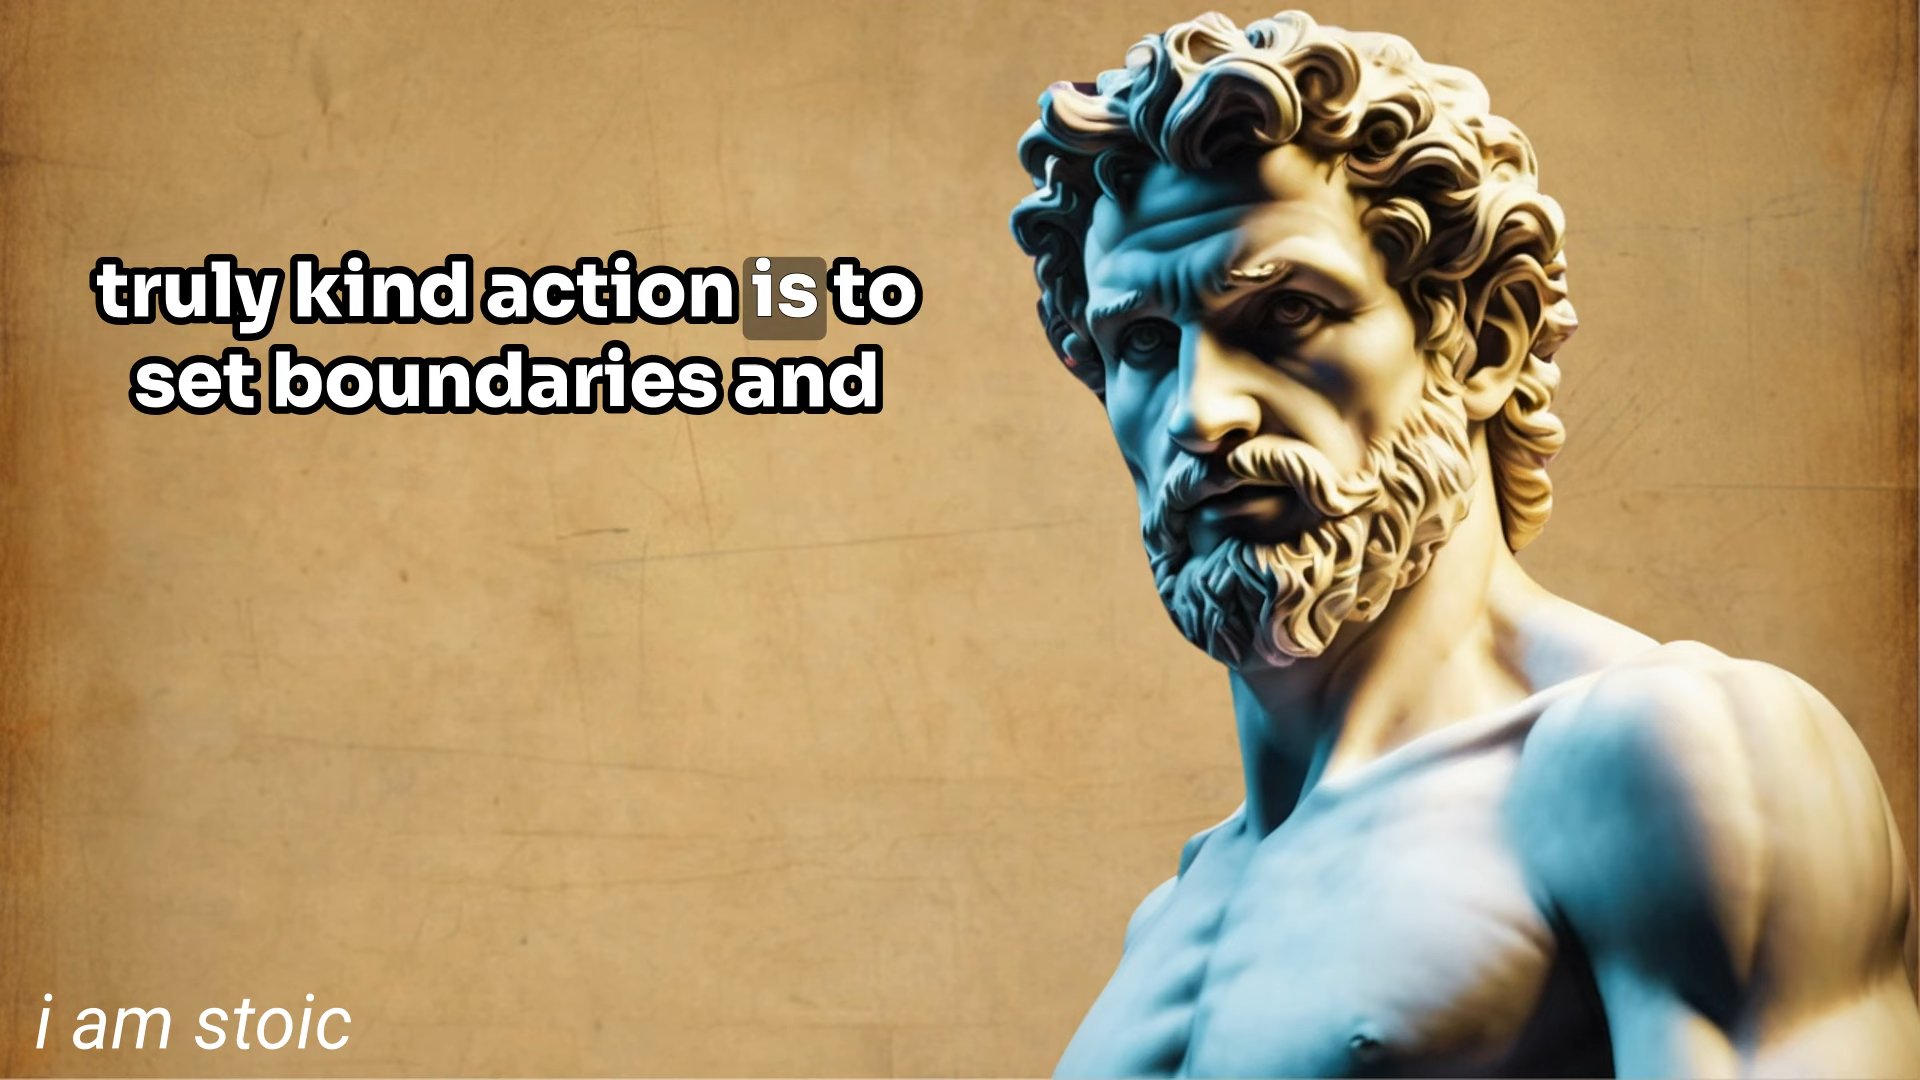 truly kind action is to
set boundaries and
i am stoic